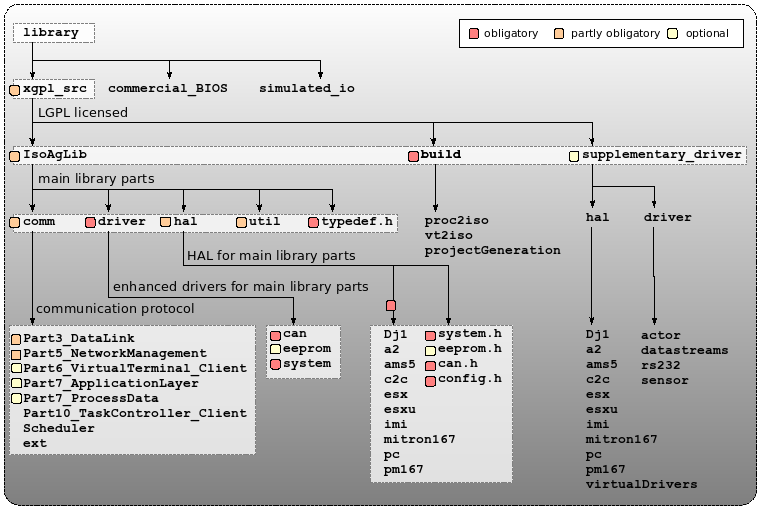 library
obligatory
partly obligatory
optional
xgpl_src
commercial_BIOS
simulated_io
LGPL licensed
IsoAgLib
build
supplementary_driver
main library parts
comm
driver
hal
util
typedef.h
proc2iso
vt2iso
projectGeneration
hal
driver
HAL for main library parts
enhanced drivers for main library parts
communication protocol
Part3_DataLink
Part5_NetworkManagement
Part6_VirtualTerminal_Client
Part7_ApplicationLayer
Part7_ProcessData
Part10_TaskController_Client
Scheduler
ext
can
eeprom
system
Dj1
a2
ams5
c2c
esx
esxu
imi
mitron167
pc
pm167
system.h
eeprom.h
can.h
config.h
Dj1
a2
ams5
c2c
esx
esxu
imi
mitron167
pc
pm167
virtualDrivers
actor
datastreams
rs232
sensor